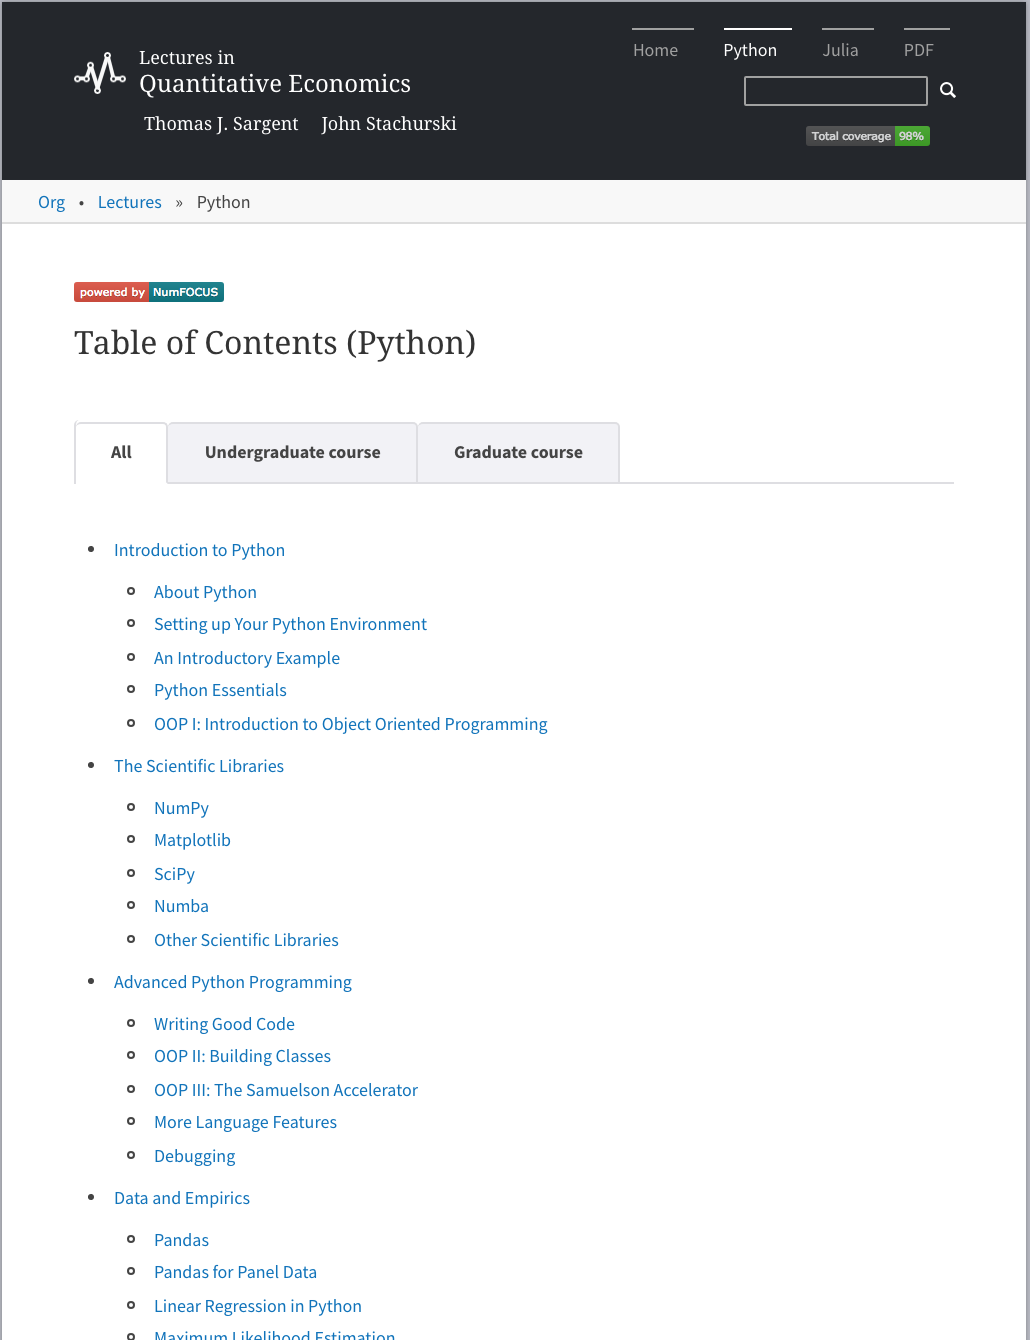 Home Python Julia PDF
Lectures in
Quantitative Economics
Thomas J. Sargent John Stachurski
Total coverage 98%
Org • Lectures » Python
powered by NumFOCUS
Table of Contents (Python)
All Undergraduate course Graduate course
Introduction to Python
About Python
Setting up Your Python Environment
An Introductory Example
Python Essentials
OOP I: Introduction to Object Oriented Programming
The Scientific Libraries
NumPy
Matplotlib
SciPy
Numba
Other Scientific Libraries
Advanced Python Programming
Writing Good Code
OOP II: Building Classes
OOP III: The Samuelson Accelerator
More Language Features
Debugging
Data and Empirics
Pandas
Pandas for Panel Data
Linear Regression in Python
Maximum Likelihood Estimation